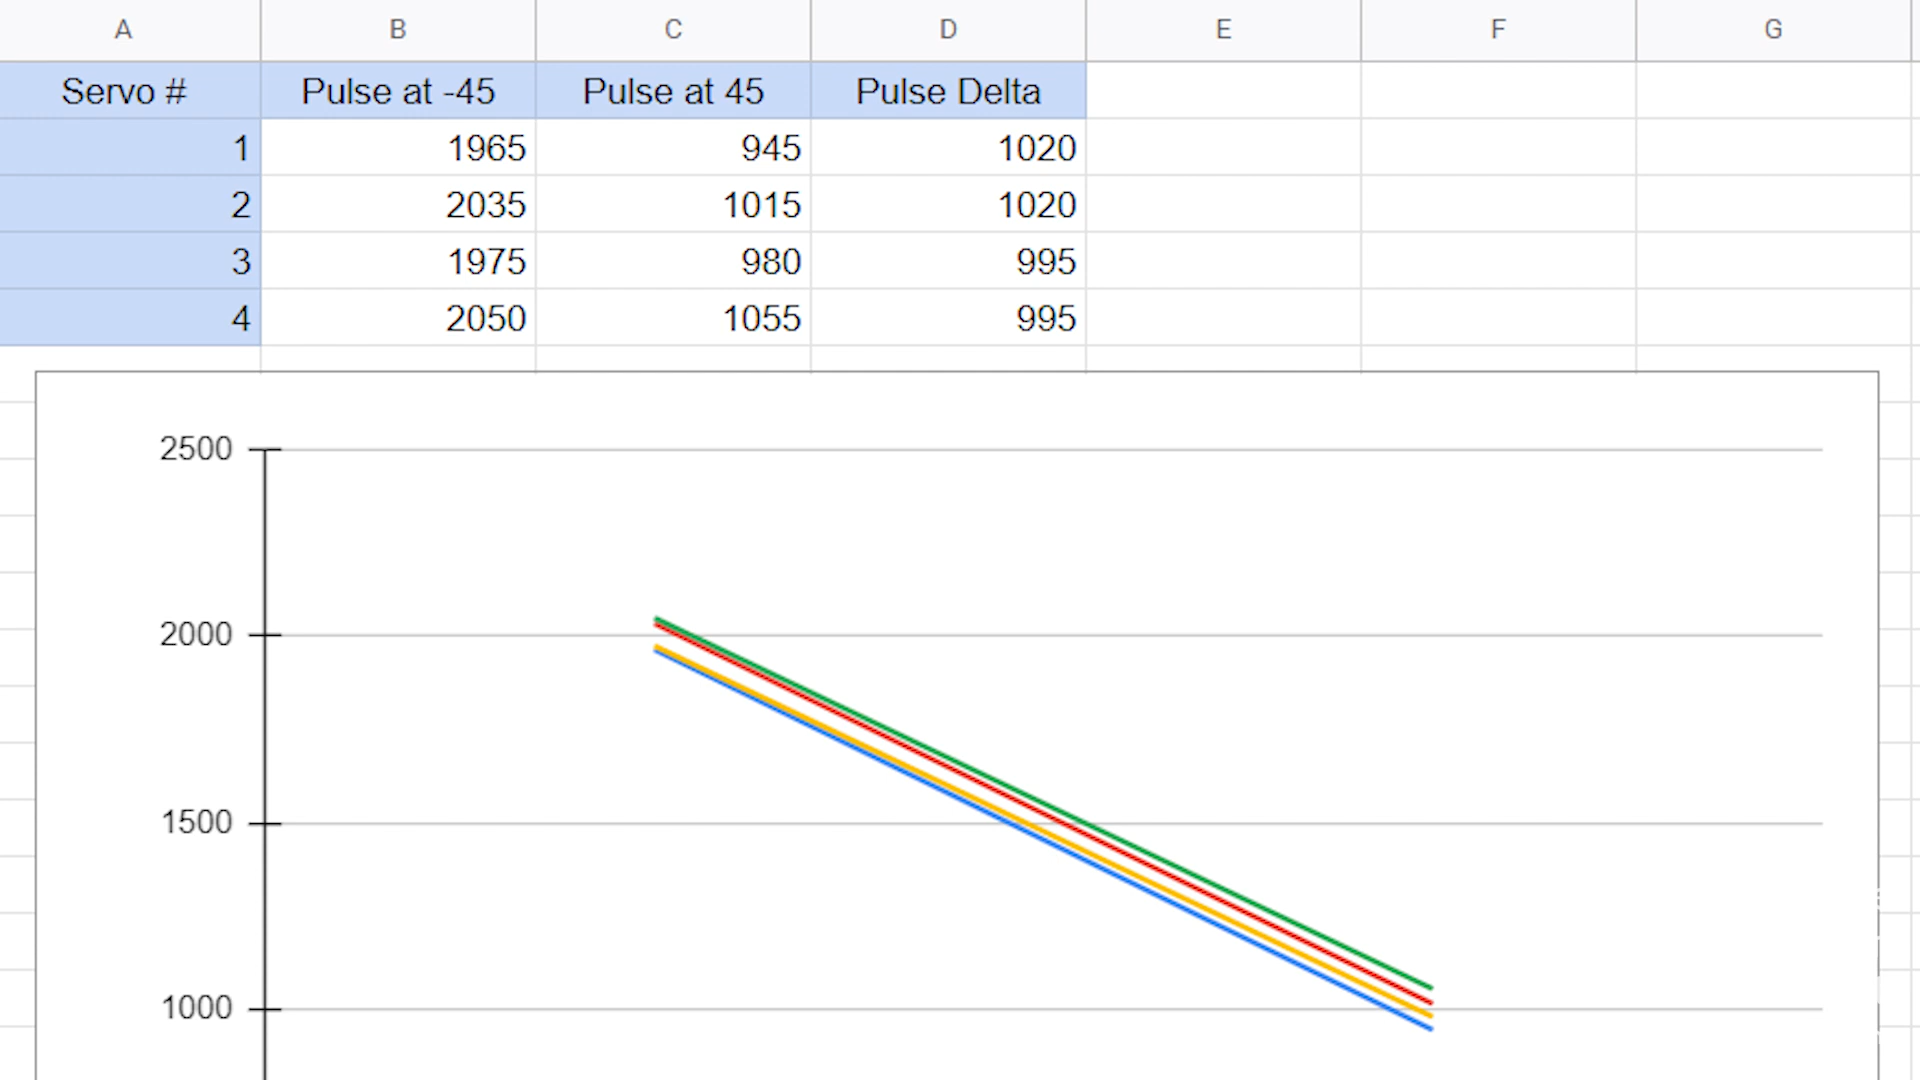 A B C D E F G
Servo # Pulse at -45 Pulse at 45 Pulse Delta
1 1965 945 1020
2 2035 1015 1020
3 1975 980 995
4 2050 1055 995
2500
2000
1500
1000